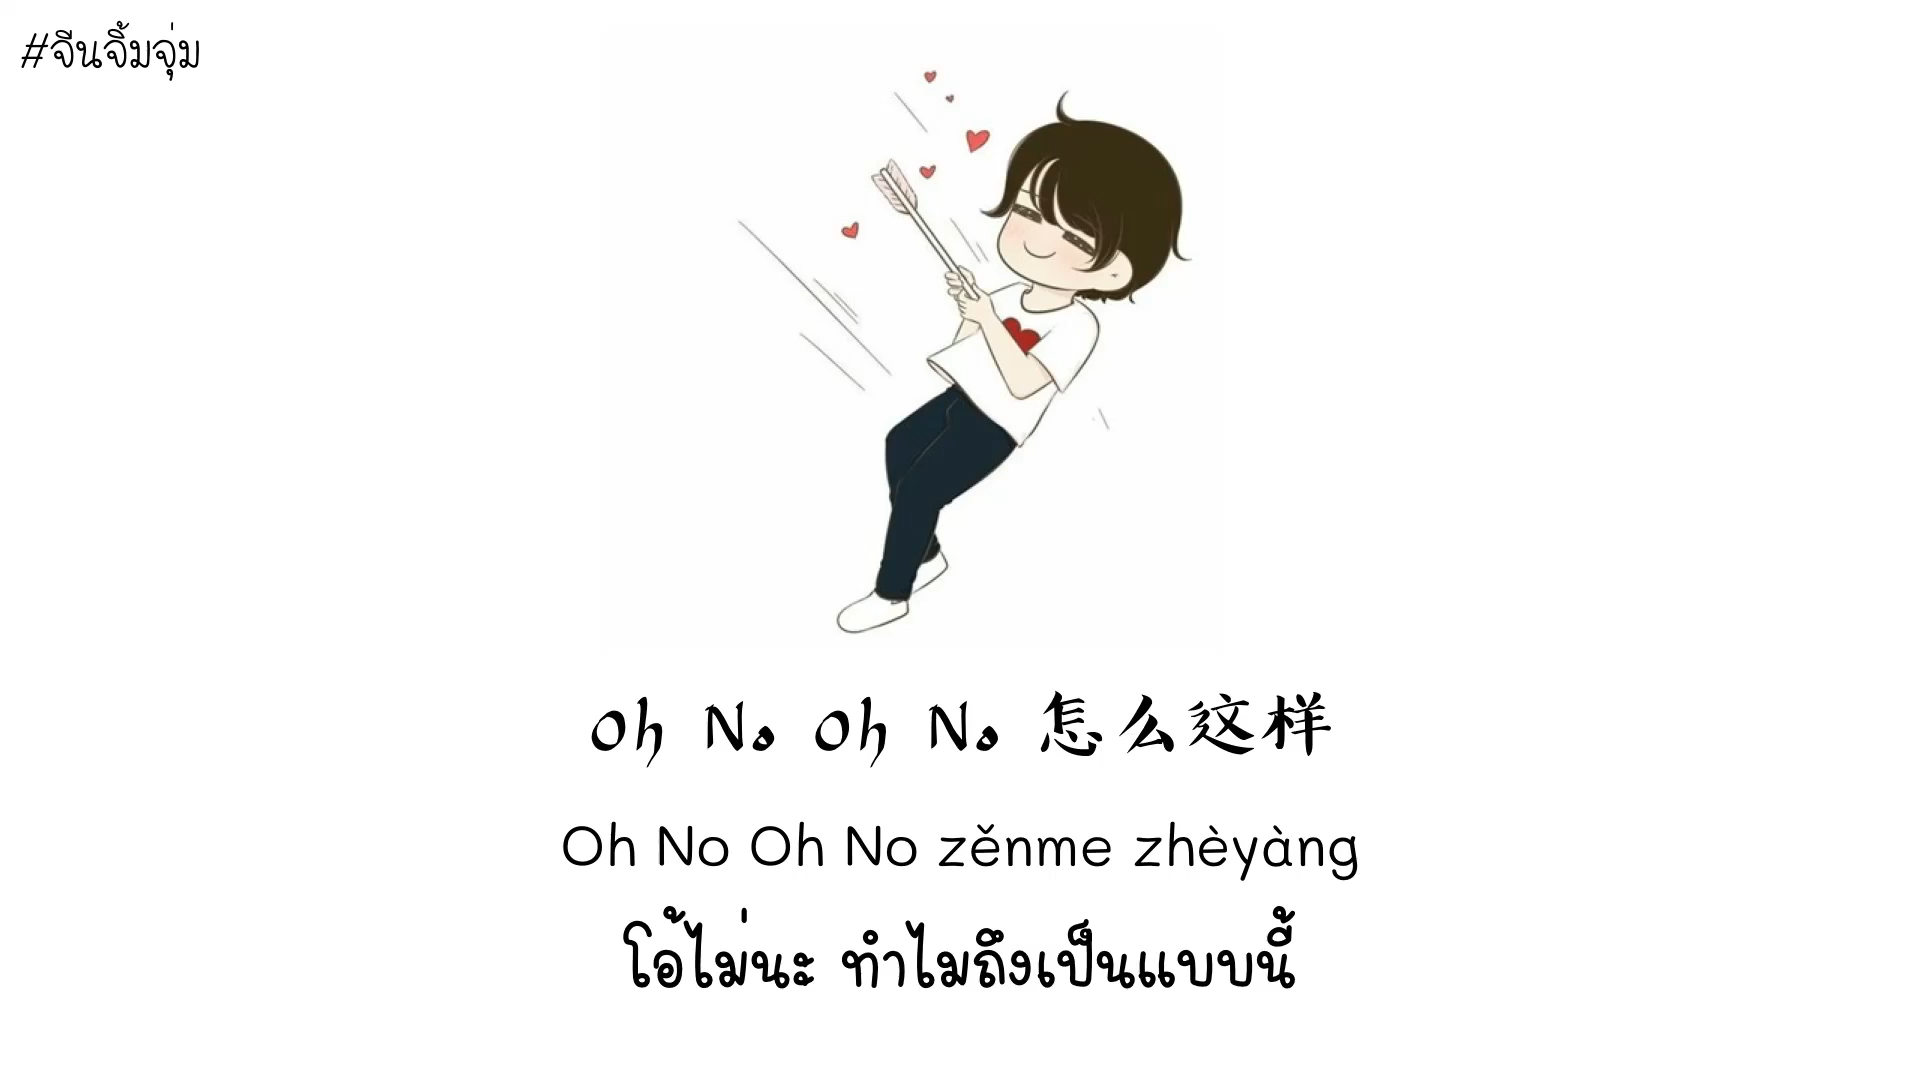 #จีนจิ้มจุ่ม
Oh No Oh No 怎么这样
Oh No Oh No zěnme zhèyàng
โอ้ไม่นะ ทำไมถึงเป็นแบบนี้